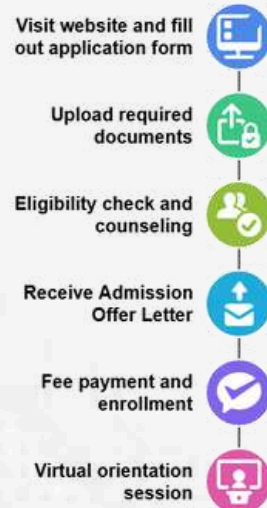 Visit website and fill
out application form
Upload required
documents
Eligibility check and
counseling
Receive Admission
Offer Letter
Fee payment and
enrollment
Virtual orientation
session